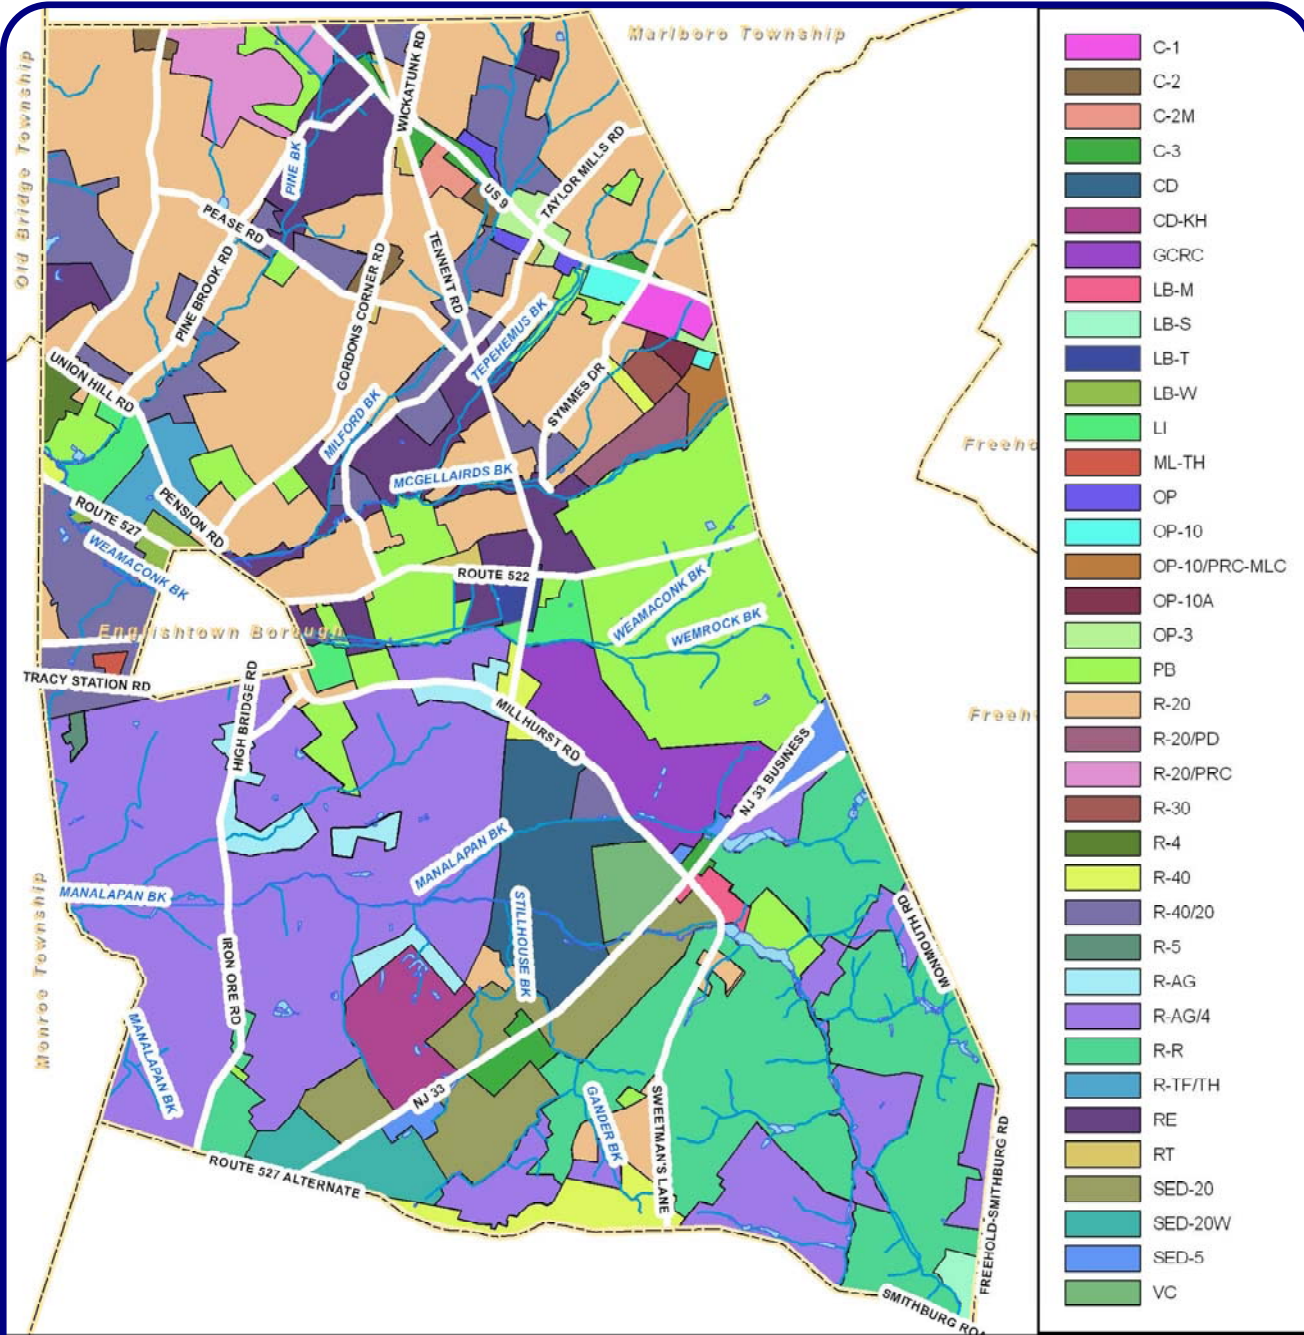 Marlboro Township
Old Bridge Township
WICKATUNK RD
PINE BK
US 9
TAYLOR MILLS RD
PEASE RD
PINE BROOK RD
GORDONS CORNER RD
TENNENT RD
TEPEHEMUS BK
UNION HILL RD
SYMMES DR
MILFORD BK
MCGELLAIRDS BK
Freeho
PENSION RD
ROUTE 527
WEAMACONK BK
ROUTE 522
WEAMACONK BK
WEMROCK BK
Englishtown Borough
TRACY STATION RD
HIGH BRIDGE RD
MILLHURST RD
NJ 33 BUSINESS
Freeh
MANALAPAN BK
MANALAPAN BK
STILLHOUSE BK
MONMOUTH RD
IRON ORE RD
Monroe Township
MANALAPAN BK
NJ 33
GANDER BK
SWEETMAN'S LANE
ROUTE 527 ALTERNATE
FREEHOLD-SMITHBURG RD
SMITHBURG ROA
C-1
C-2
C-2M
C-3
CD
CD-KH
GCRC
LB-M
LB-S
LB-T
LB-W
LI
ML-TH
OP
OP-10
OP-10/PRC-MLC
OP-10A
OP-3
PB
R-20
R-20/PD
R-20/PRC
R-30
R-4
R-40
R-40/20
R-5
R-AG
R-AG/4
R-R
R-TF/TH
RE
RT
SED-20
SED-20W
SED-5
VC